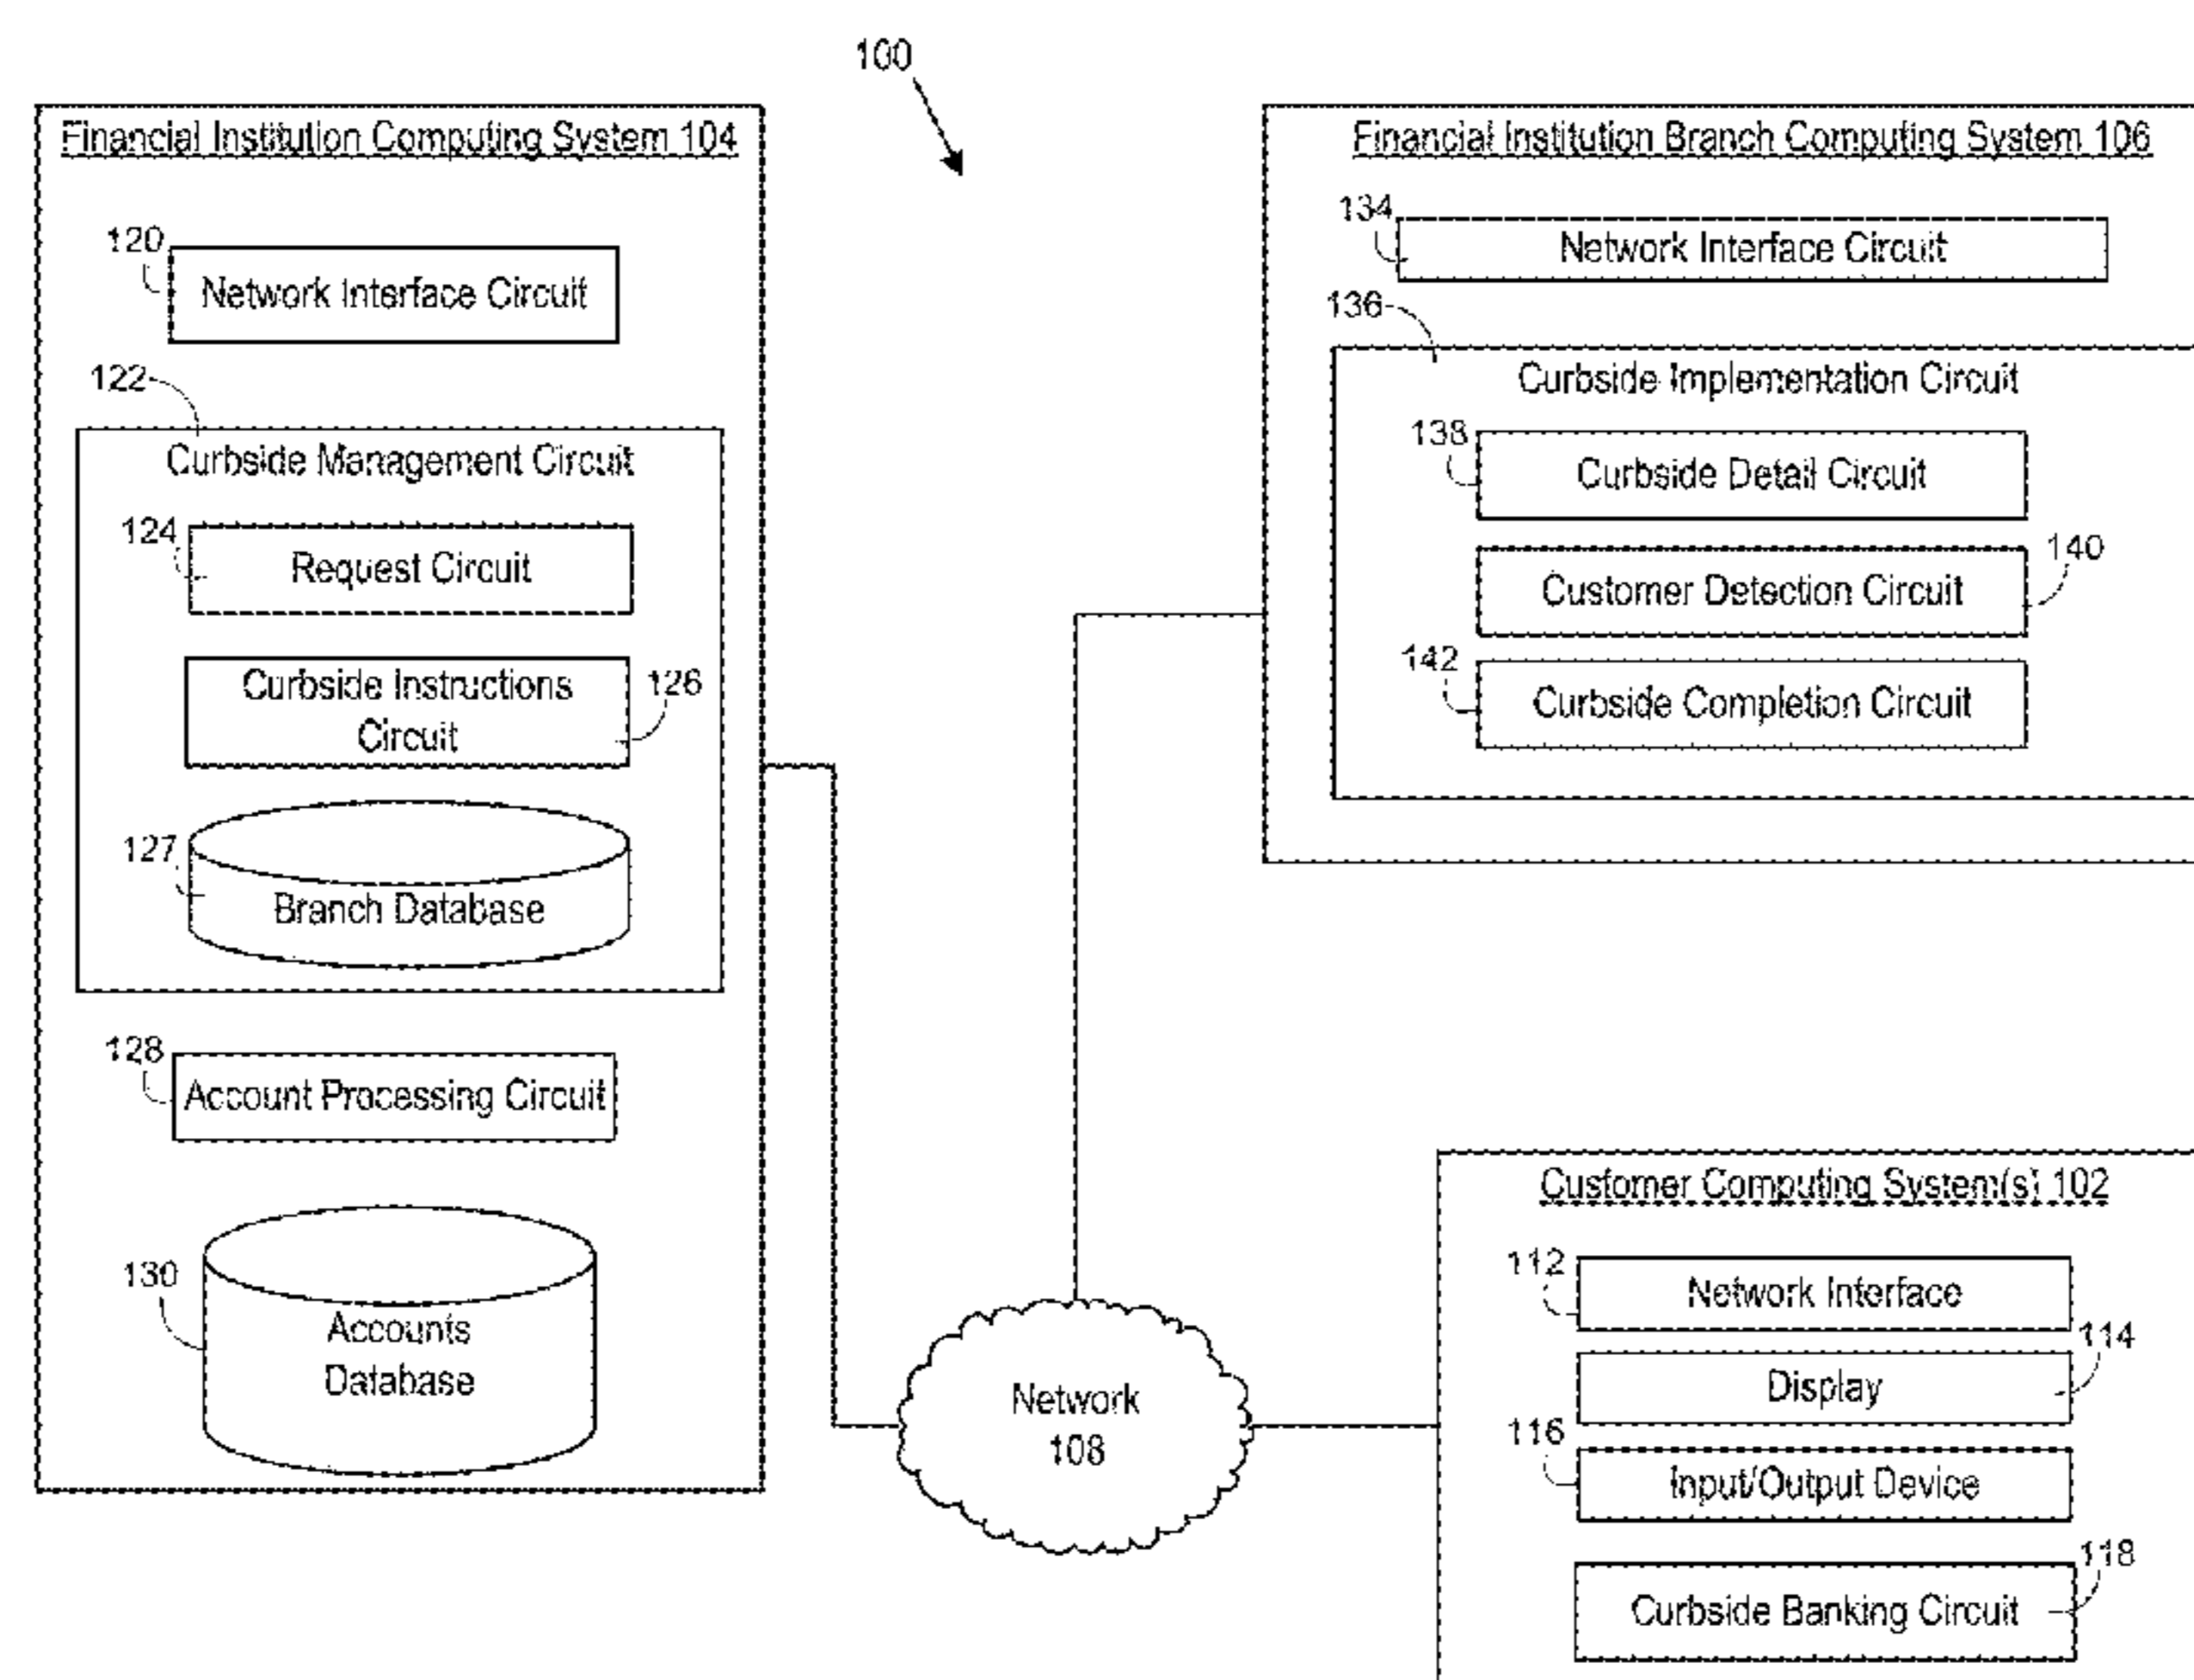 100
Financial Institution Computing System 104
120
Network Interface Circuit
122
Curbside Management Circuit
124
Request Circuit
Curbside Instructions
Circuit
126
127
Branch Database
128
Account Processing Circuit
130
Accounts
Database
Financial Institution Branch Computing System 106
134
Network Interface Circuit
136
Curbside Implementation Circuit
138
Curbside Detail Circuit
140
Customer Detection Circuit
142
Curbside Completion Circuit
Network
108
Customer Computing System(s) 102
112
Network Interface
114
Display
116
Input/Output Device
118
Curbside Banking Circuit